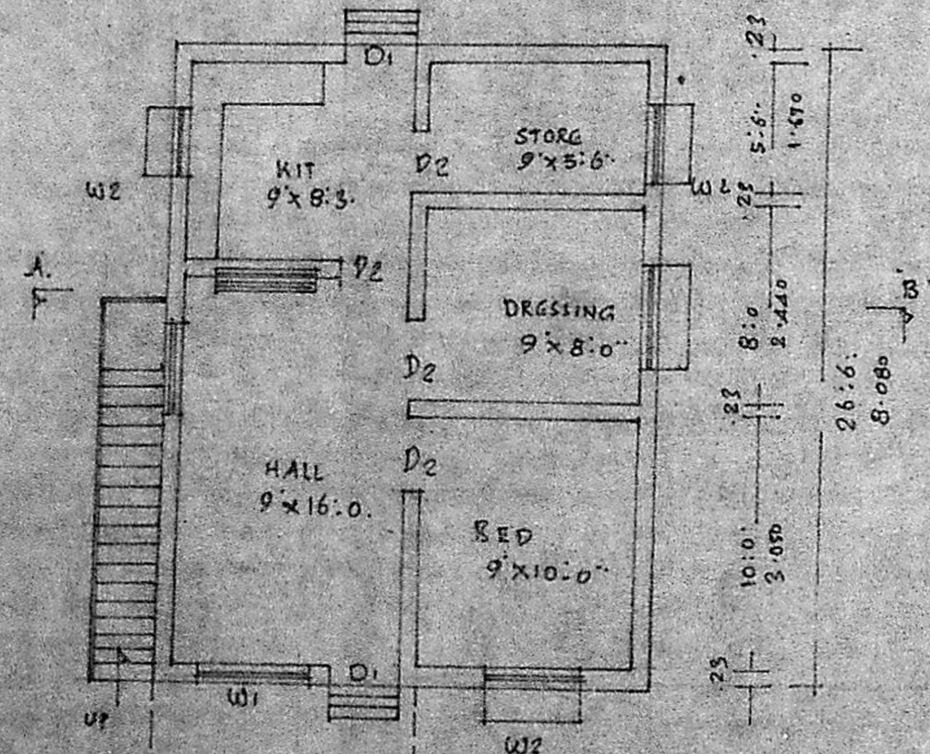 D1
.23
STORG
9'x5:6"
5:6"
1.670
KIT
9'x8:3.
D2
W2
W2
.23
A.
D2
DRGSSING
9'x8:0"
8:0
2.440
B'
D2
.23
26:6:
8.080
HALL
9'x16:0.
D2
BED
9'x10:0"
10:0"
3.050
.23
D1
W1
UP
W2